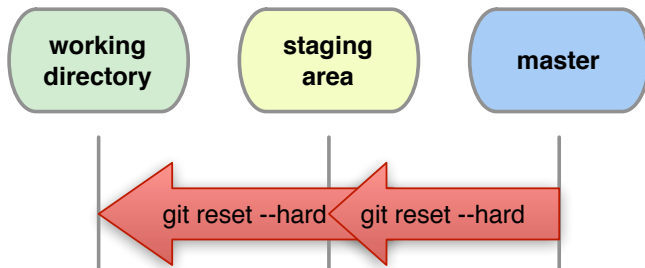 working
directory
staging
area
master
git reset --hard
git reset --hard